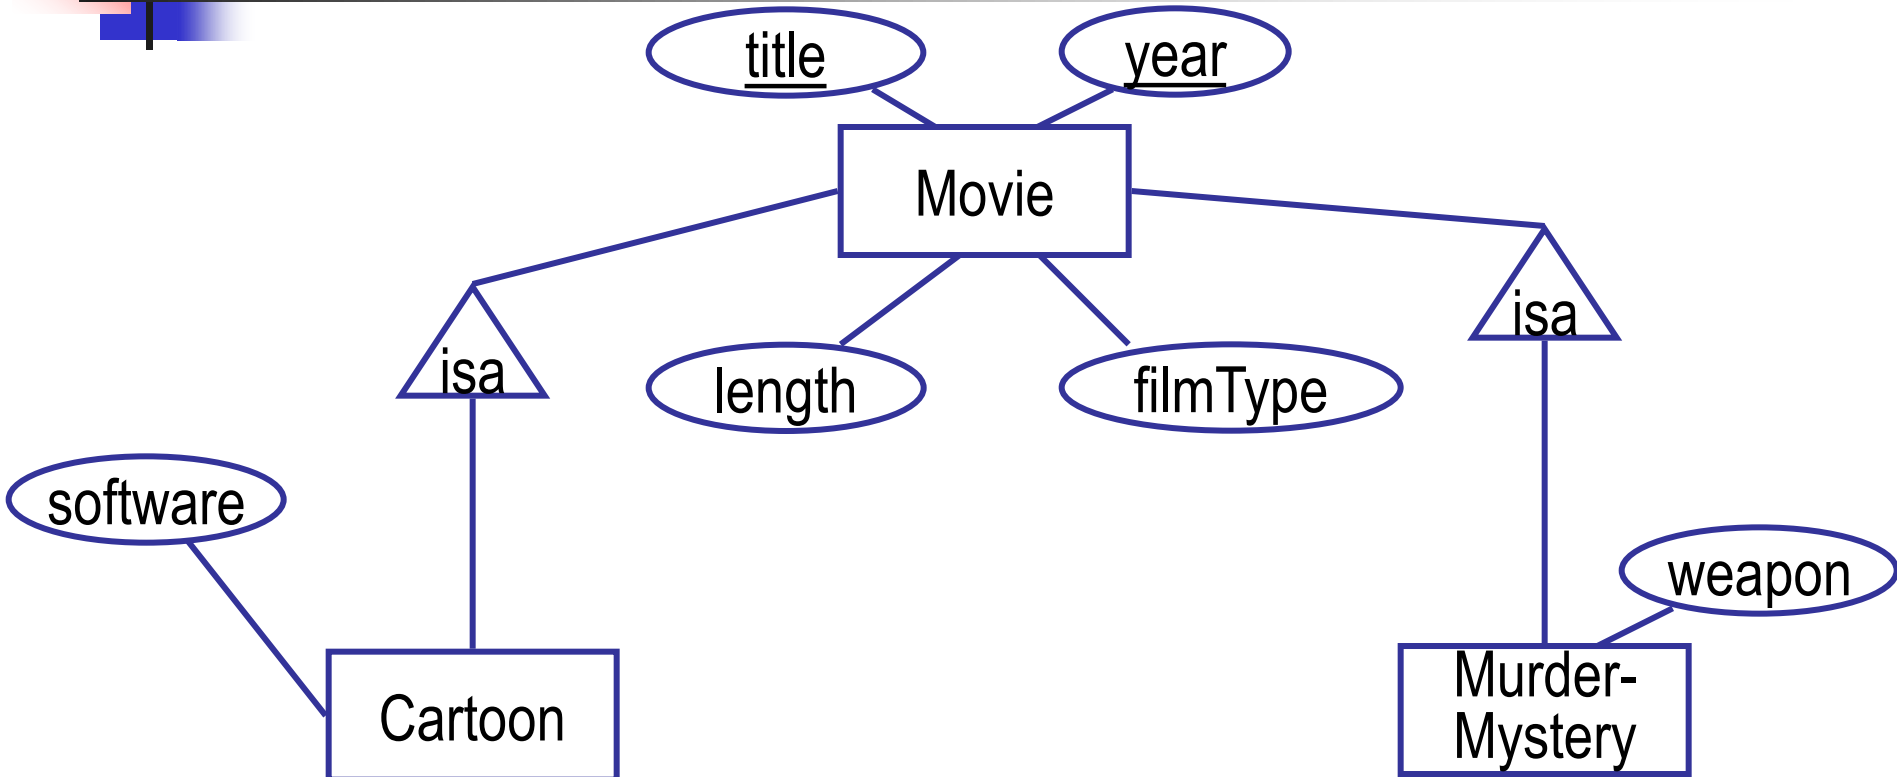 title
year
Movie
isa
isa
length
filmType
software
weapon
Cartoon
Murder-
Mystery